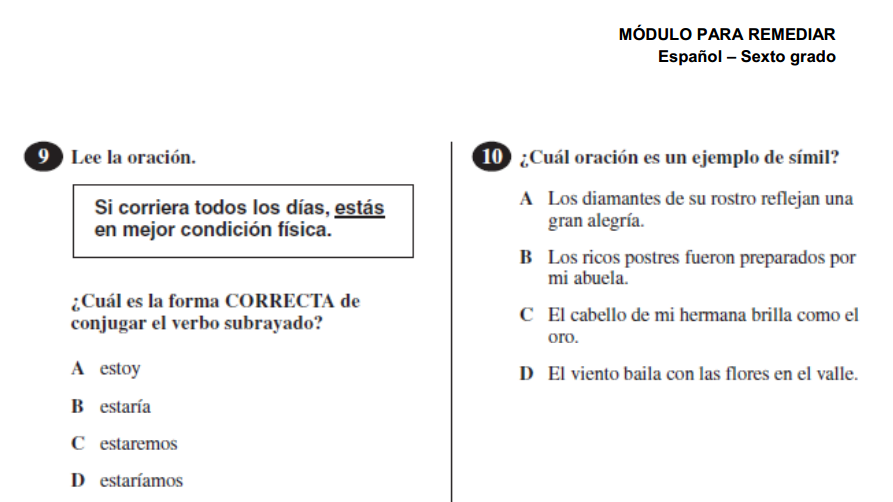 MÓDULO PARA REMEDIAR
Español – Sexto grado
9 Lee la oración.
Si corriera todos los días, estás
en mejor condición física.
¿Cuál es la forma CORRECTA de
conjugar el verbo subrayado?
A estoy
B estaría
C estaremos
D estaríamos
10 ¿Cuál oración es un ejemplo de símil?
A Los diamantes de su rostro reflejan una
gran alegría.
B Los ricos postres fueron preparados por
mi abuela.
C El cabello de mi hermana brilla como el
oro.
D El viento baila con las flores en el valle.